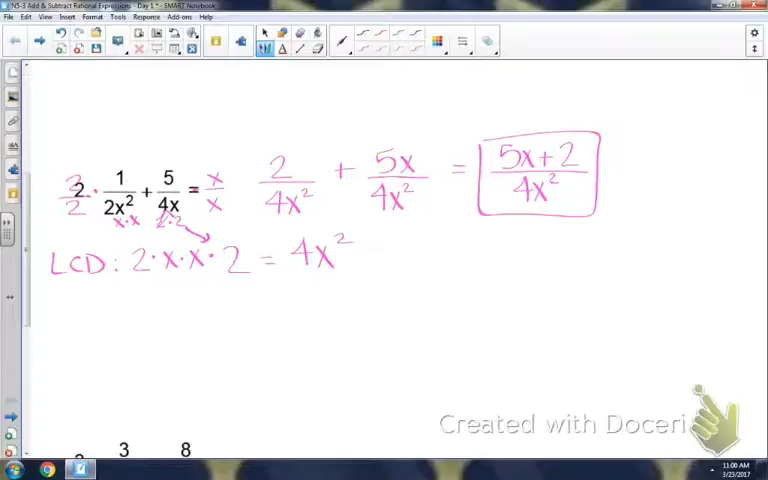 N5-3 Add & Subtract Rational Expressions - Day 1 * - SMART Notebook
File Edit View Insert Format Tools Response Add-ons Help
2/2 · 1/2x² + 5/4x = x/x 2/4x² + 5x/4x² = 5x+2/4x²
2.
x·x 2·2
LCD: 2·x·x·2 = 4x²
Created with Doceri
3 8
11:00 AM
3/23/2017